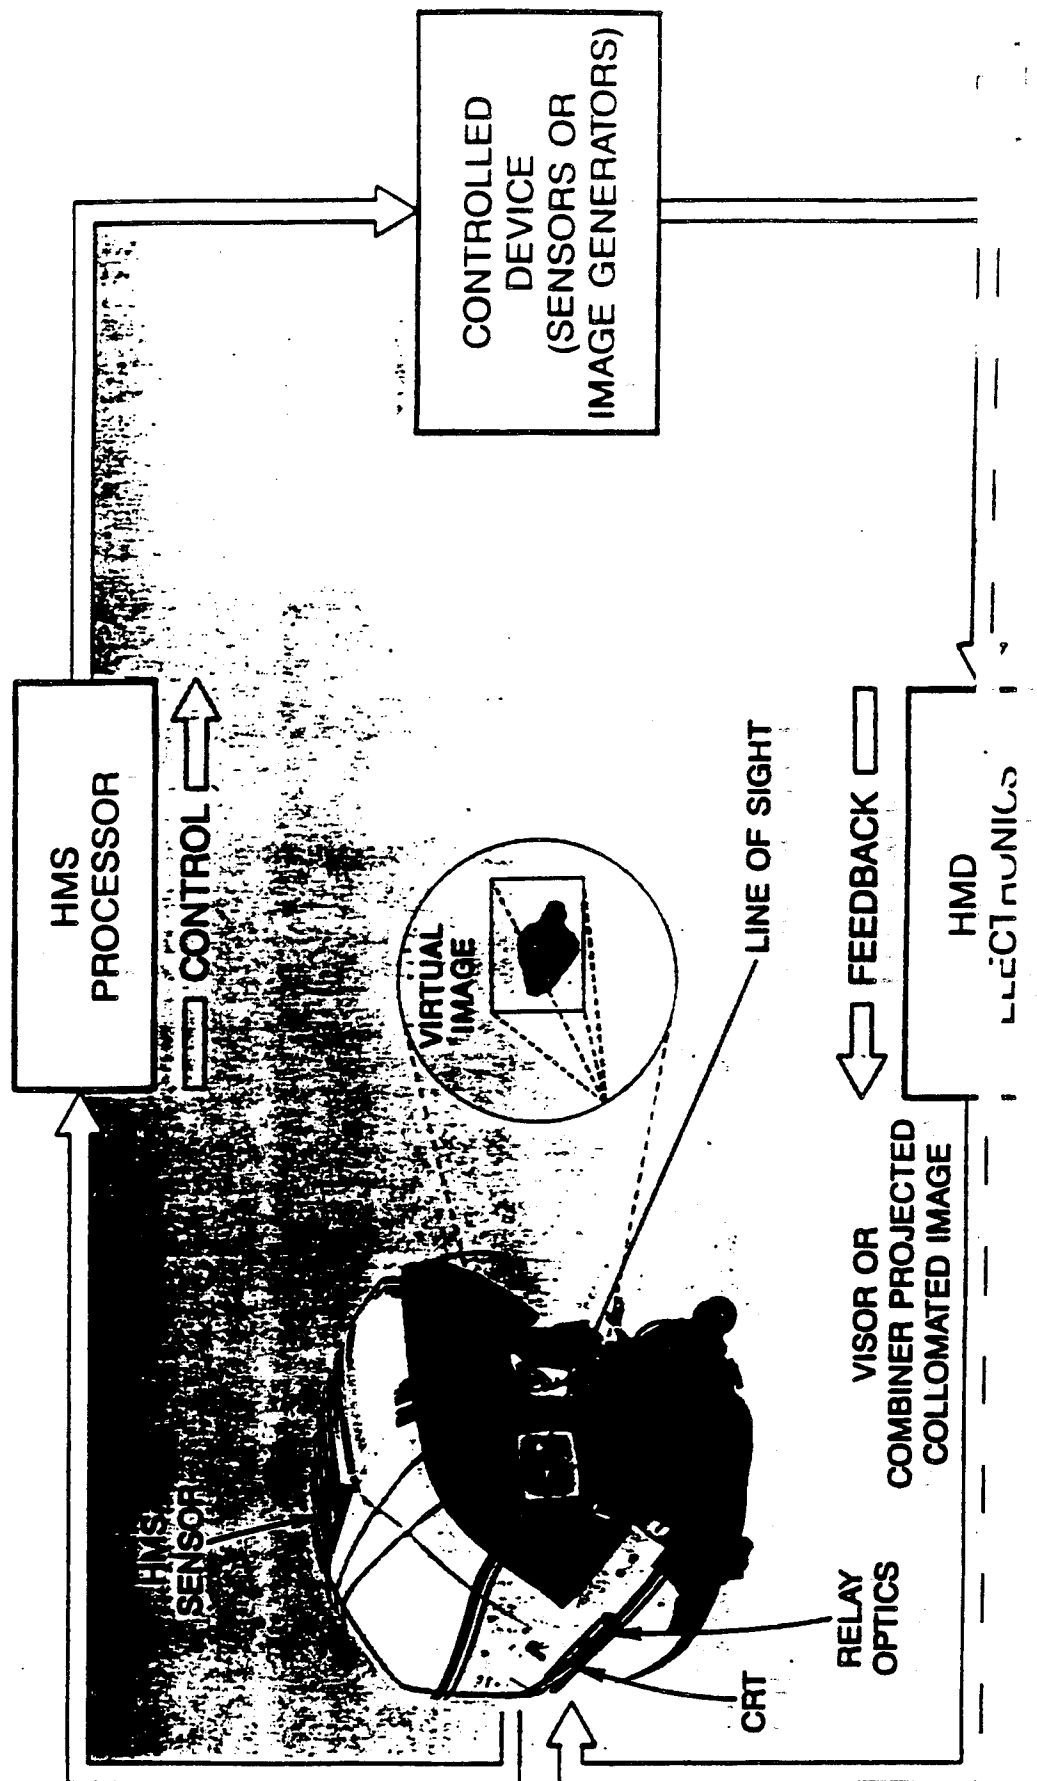 HMS
PROCESSOR
CONTROL
HMS
SENSOR
CONTROLLED
DEVICE
(SENSORS OR
IMAGE GENERATORS)
VIRTUAL
IMAGE
LINE OF SIGHT
CRT
RELAY
OPTICS
VISOR OR
COMBINER PROJECTED
COLLOMATED IMAGE
FEEDBACK
HMD
ELECTRONICS